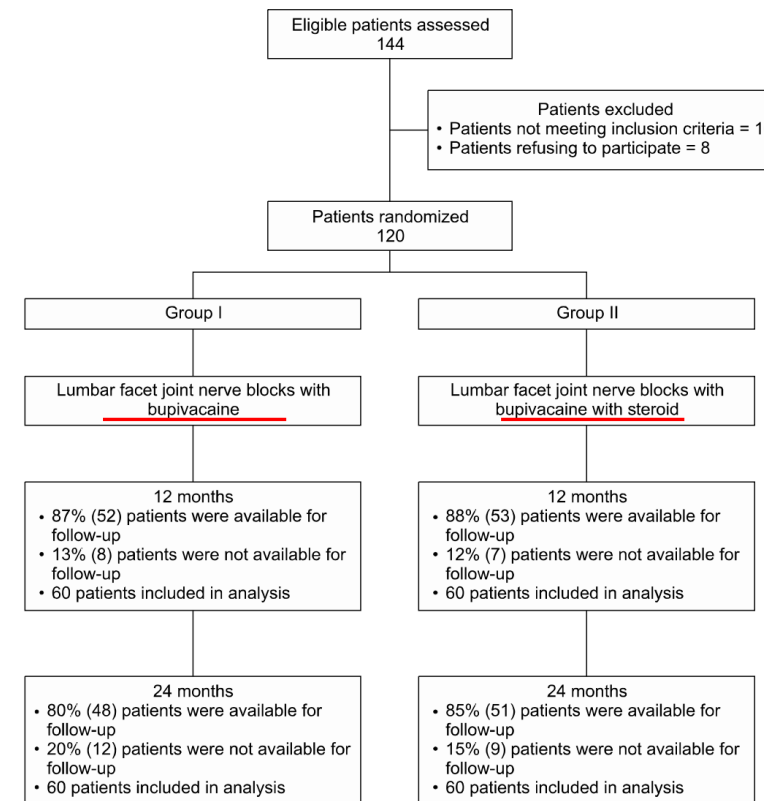 Eligible patients assessed
144
Patients excluded
• Patients not meeting inclusion criteria = 1
• Patients refusing to participate = 8
Patients randomized
120
Group I
Group II
Lumbar facet joint nerve blocks with
bupivacaine
Lumbar facet joint nerve blocks with
bupivacaine with steroid
12 months
• 87% (52) patients were available for
follow-up
• 13% (8) patients were not available for
follow-up
• 60 patients included in analysis
12 months
• 88% (53) patients were available for
follow-up
• 12% (7) patients were not available for
follow-up
• 60 patients included in analysis
24 months
• 80% (48) patients were available for
follow-up
• 20% (12) patients were not available for
follow-up
• 60 patients included in analysis
24 months
• 85% (51) patients were available for
follow-up
• 15% (9) patients were not available for
follow-up
• 60 patients included in analysis